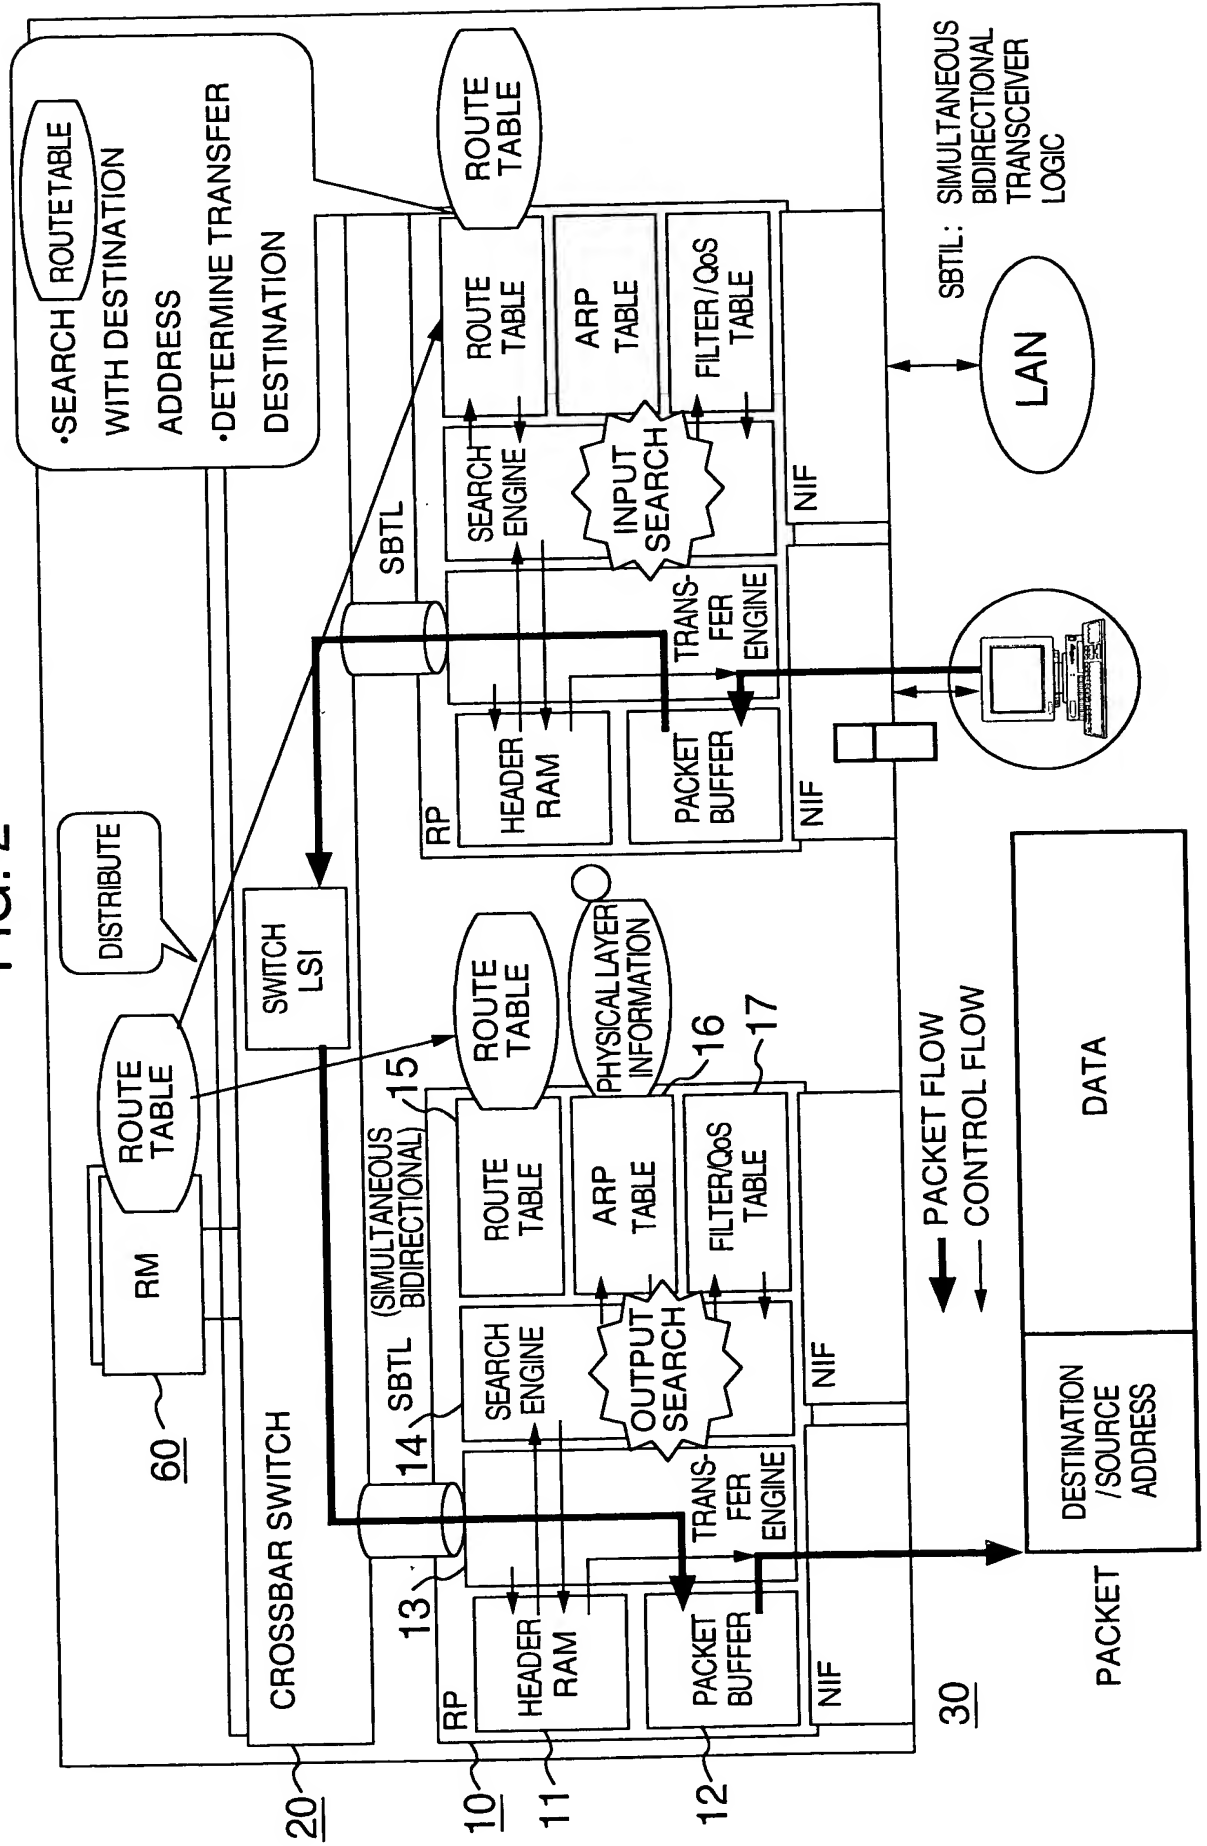 FIG. 2
•SEARCH ROUTE TABLE
WITH DESTINATION
ADDRESS
•DETERMINE TRANSFER
DESTINATION
DISTRIBUTE
ROUTE
TABLE
RM
60
CROSSBAR SWITCH
20
SWITCH
LSI
SBTL
(SIMULTANEOUS
BIDIRECTIONAL)
SBTL
RP
10
HEADER
RAM
11
PACKET
BUFFER
12
13
TRANS-
FER
ENGINE
14
SEARCH
ENGINE
OUTPUT
SEARCH
15
ROUTE
TABLE
ARP
TABLE
16
FILTER/QoS
TABLE
17
ROUTE
TABLE
PHYSICAL LAYER
INFORMATION
NIF
NIF
30
RP
HEADER
RAM
PACKET
BUFFER
TRANS-
FER
ENGINE
SEARCH
ENGINE
INPUT
SEARCH
ROUTE
TABLE
ARP
TABLE
FILTER/QoS
TABLE
ROUTE
TABLE
NIF
NIF
LAN
SBTIL: SIMULTANEOUS
BIDIRECTIONAL
TRANSCEIVER
LOGIC
PACKET FLOW
CONTROL FLOW
PACKET
DESTINATION
/SOURCE
ADDRESS
DATA